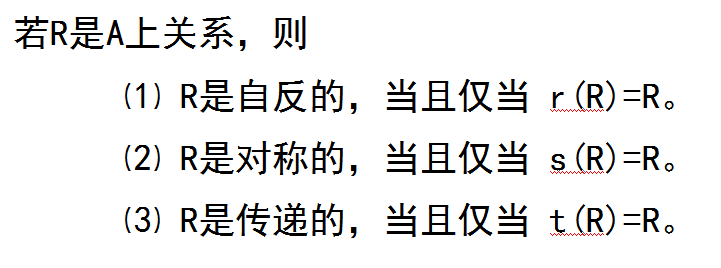 若R是A上关系，则
(1) R是自反的，当且仅当 r(R)=R。
(2) R是对称的，当且仅当 s(R)=R。
(3) R是传递的，当且仅当 t(R)=R。